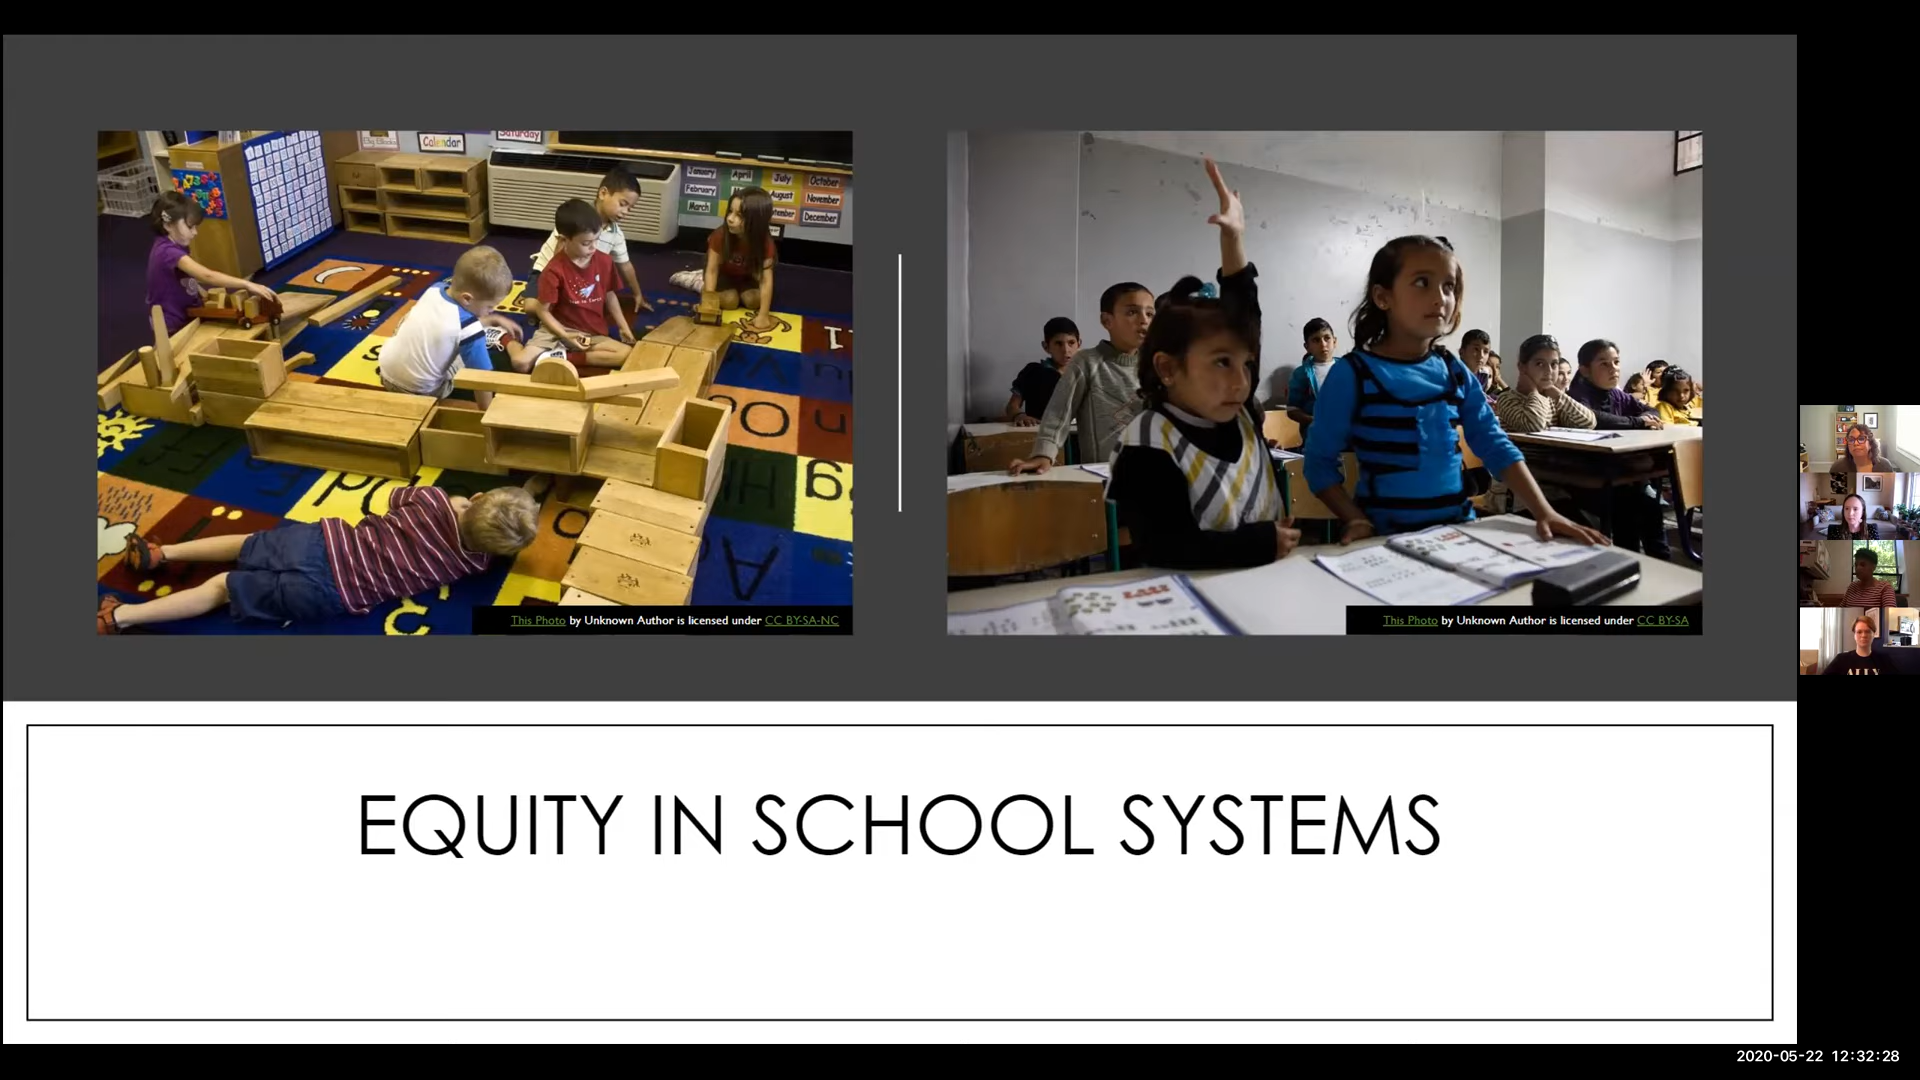 Calendar
Saturday
January
February
March
April
July
August
October
November
December
This Photo by Unknown Author is licensed under CC BY-SA-NC
This Photo by Unknown Author is licensed under CC BY-SA
EQUITY IN SCHOOL SYSTEMS
ALLY
2020-05-22 12:32:28